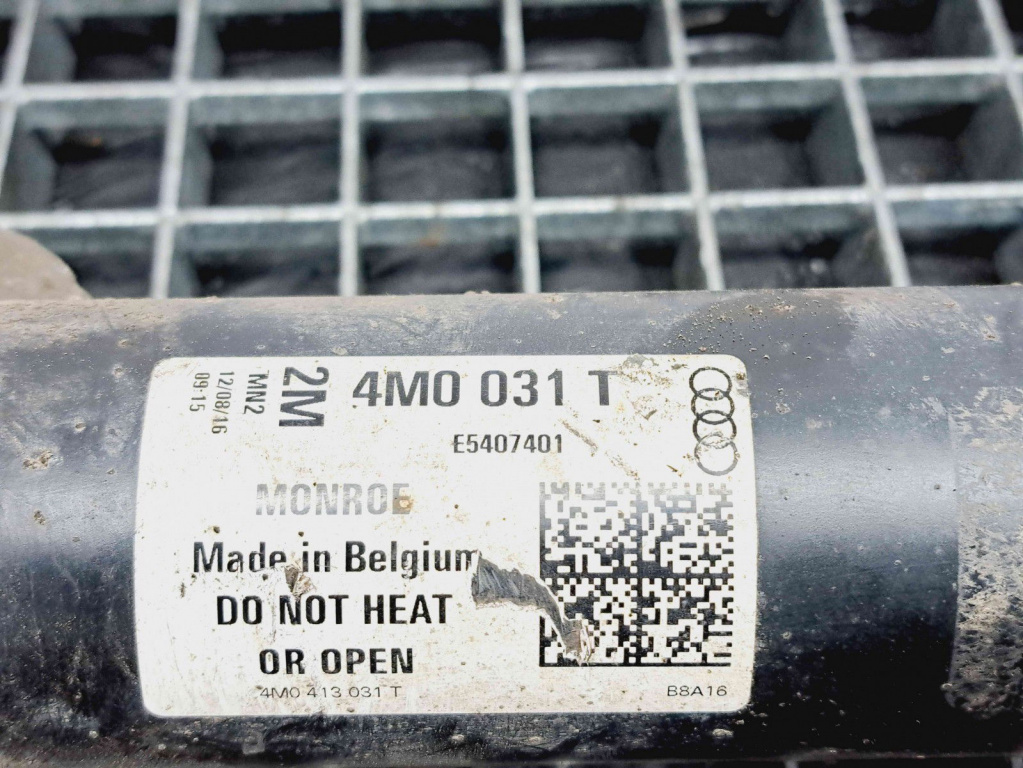 2M
MN2
12/08/16
09:15
4M0 031 T
E5407401
MONROE
Made in Belgium
DO NOT HEAT
OR OPEN
4M0 413 031 T
B8A16